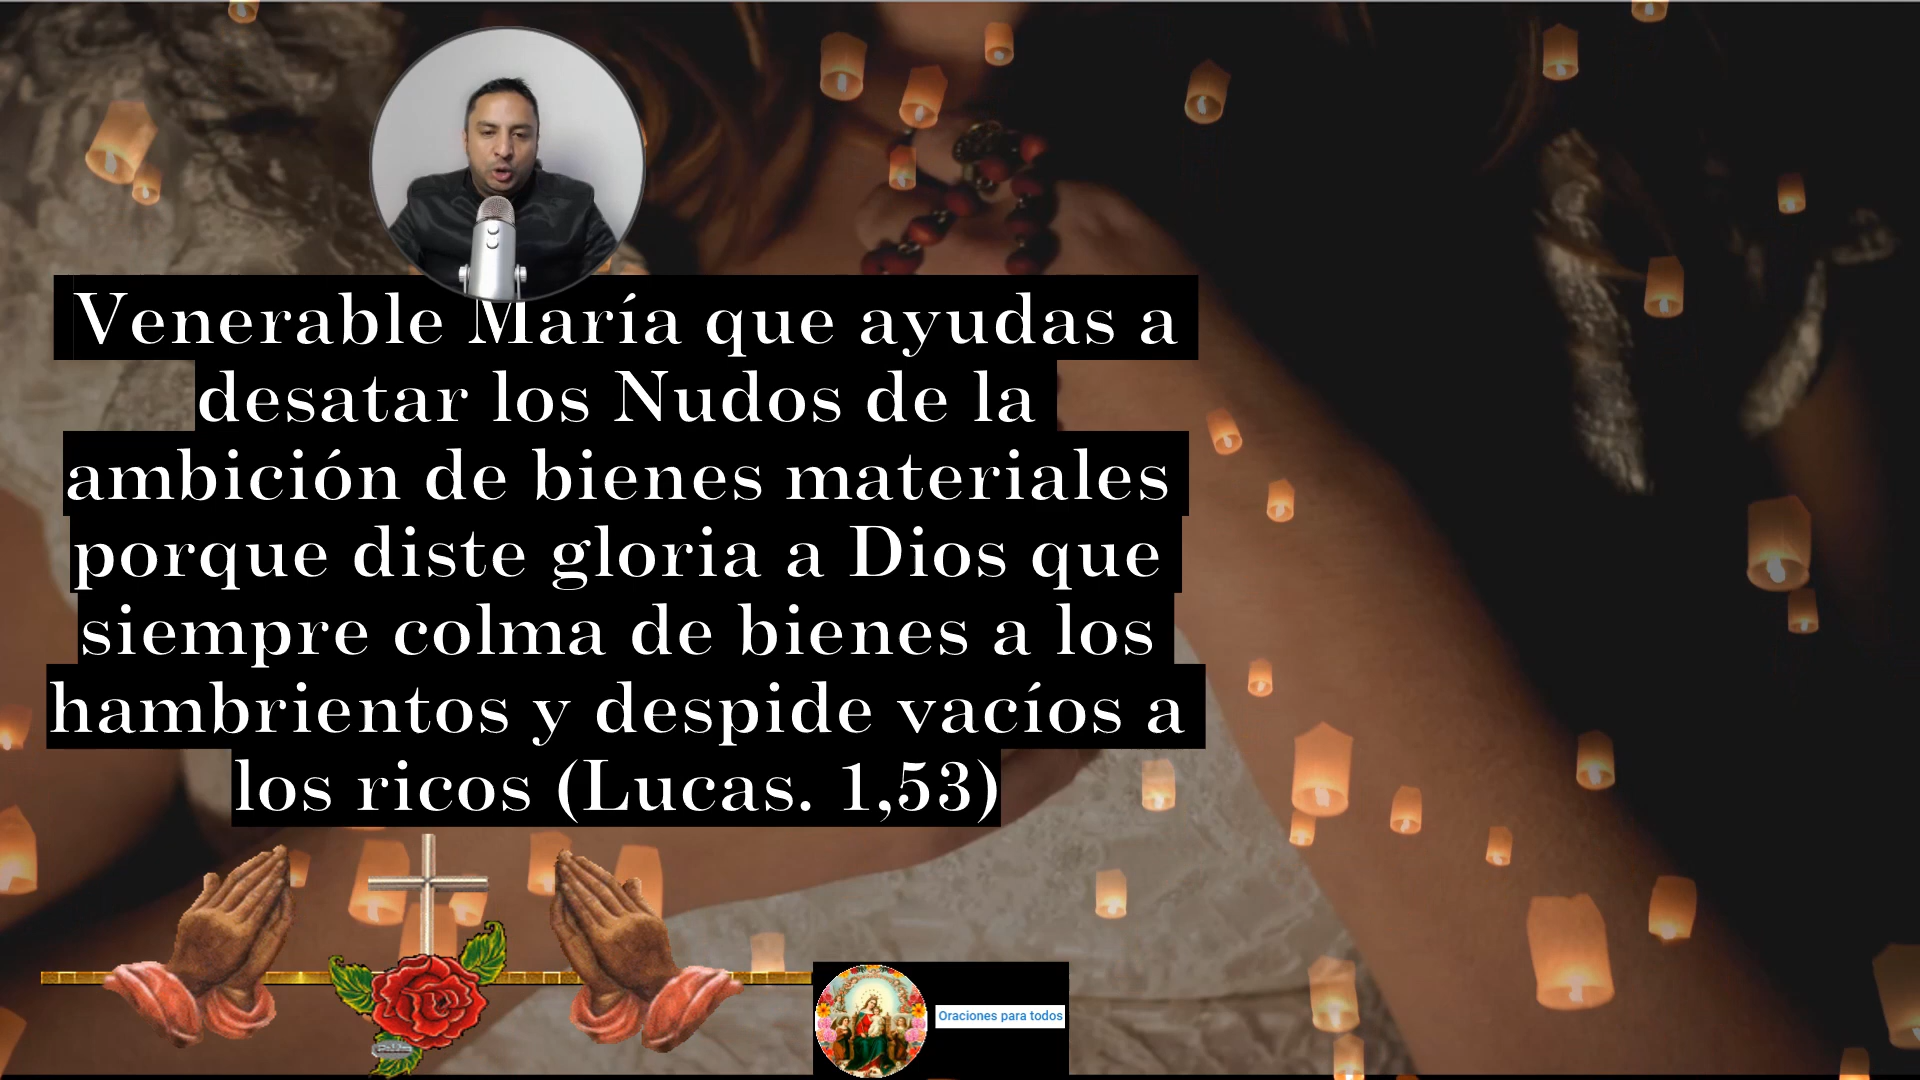 Venerable María que ayudas a
desatar los Nudos de la
ambición de bienes materiales
porque diste gloria a Dios que
siempre colma de bienes a los
hambrientos y despide vacíos a
los ricos (Lucas. 1,53)
Oraciones para todos